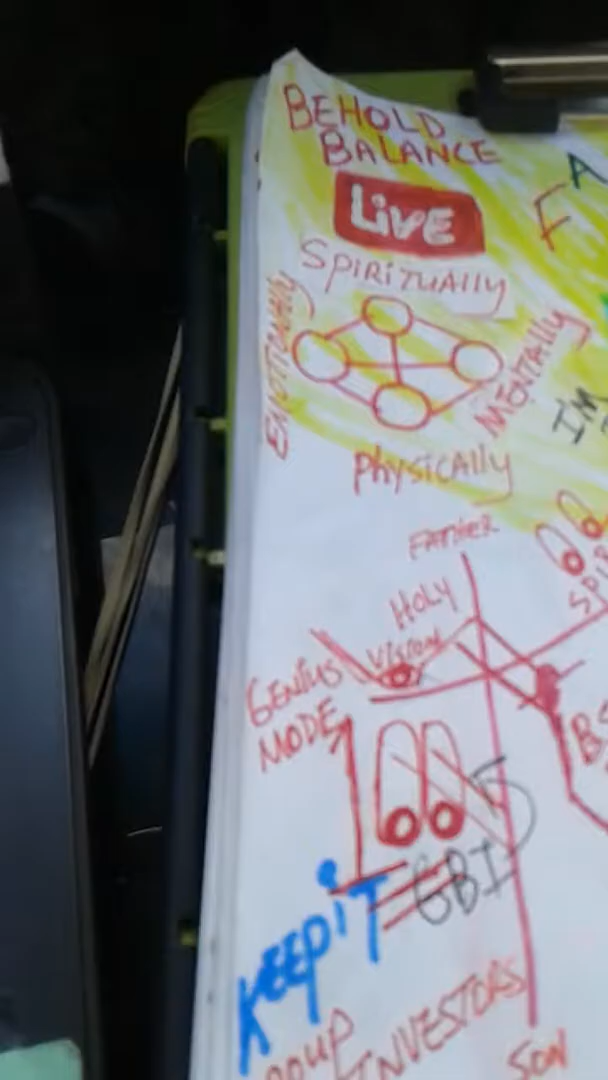 BEHOLD
BALANCE
LiVE
SPiRiTUALLY
EMOTIONALLY
MENTALLY
PhySiCALLY
I'M
FATHER
HOLY
ViSiON
GENiUS
MODE
GBI
KEEP iT
INVESTORS
SON